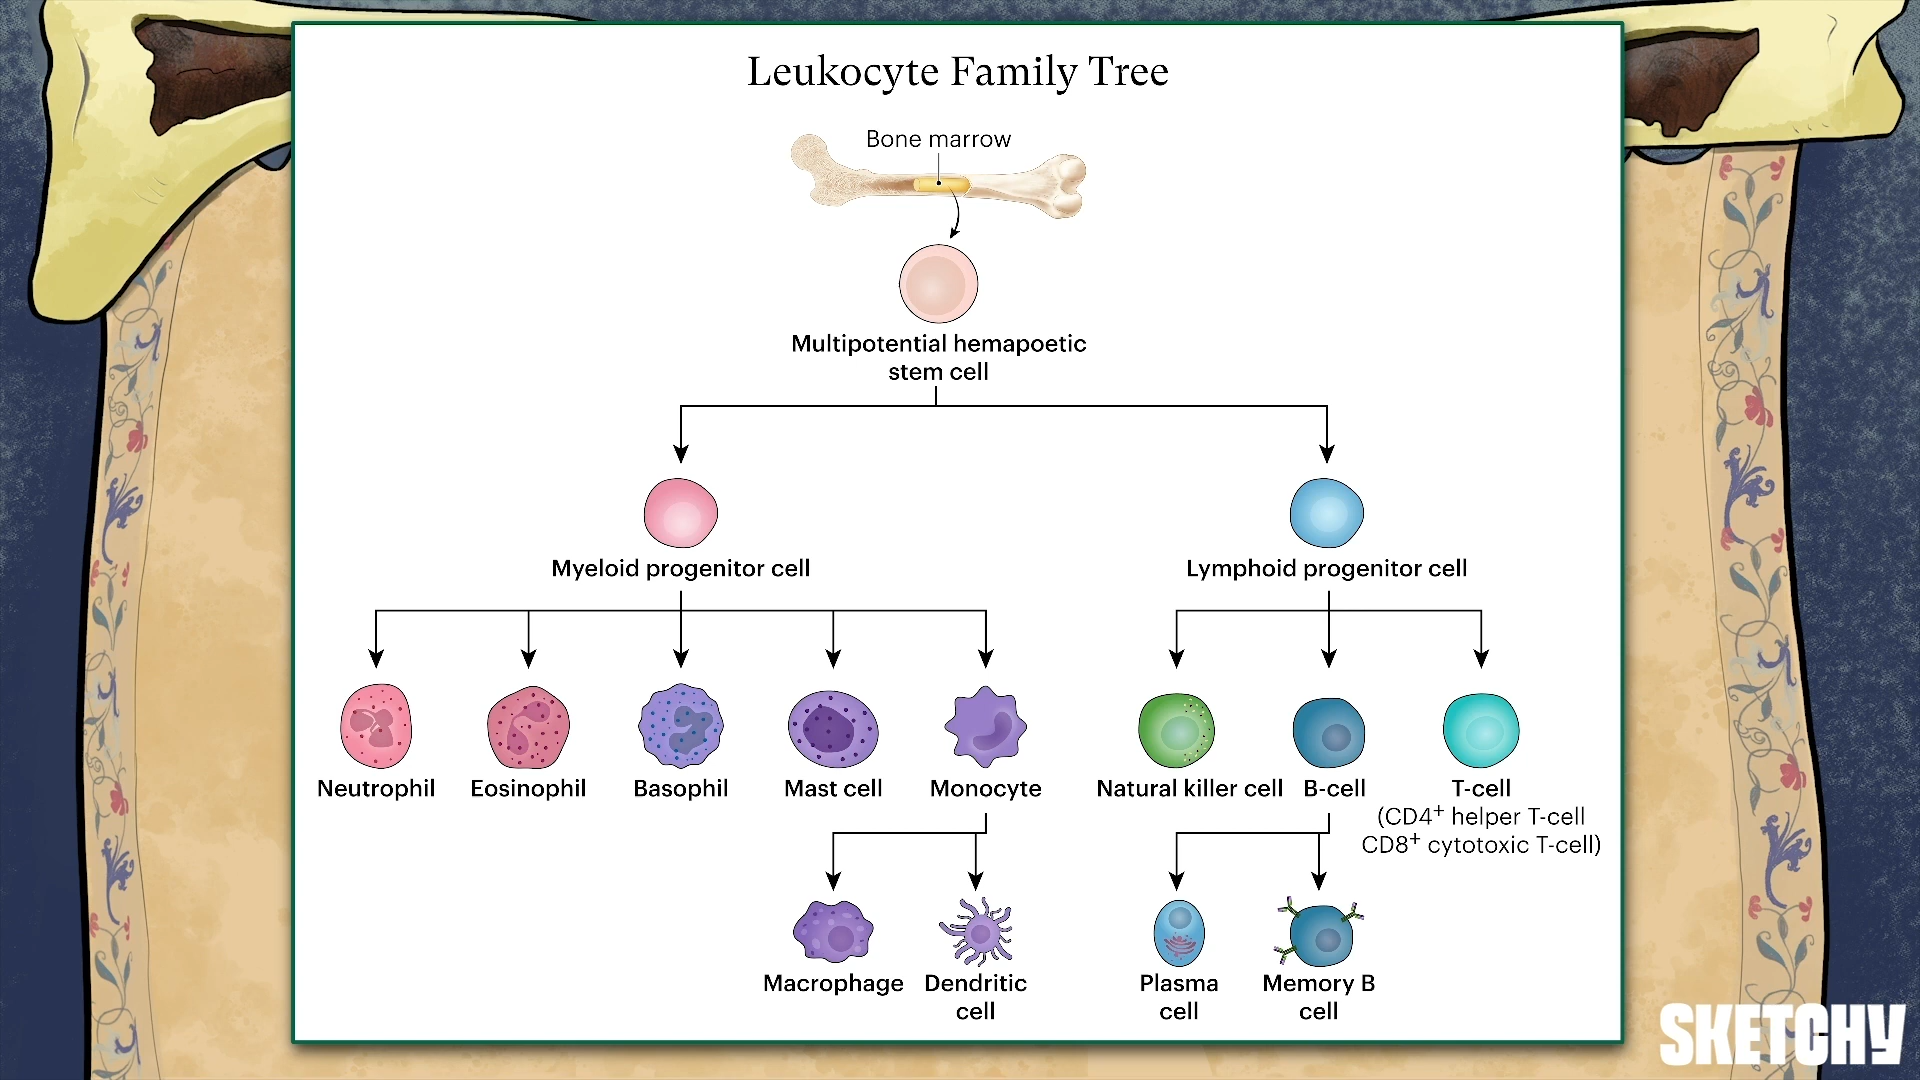 Leukocyte Family Tree
Bone marrow
Multipotential hemapoetic
stem cell
Myeloid progenitor cell
Lymphoid progenitor cell
Neutrophil
Eosinophil
Basophil
Mast cell
Monocyte
Natural killer cell
B-cell
T-cell
(CD4⁺ helper T-cell
CD8⁺ cytotoxic T-cell)
Macrophage
Dendritic
cell
Plasma
cell
Memory B
cell
SKETCHY